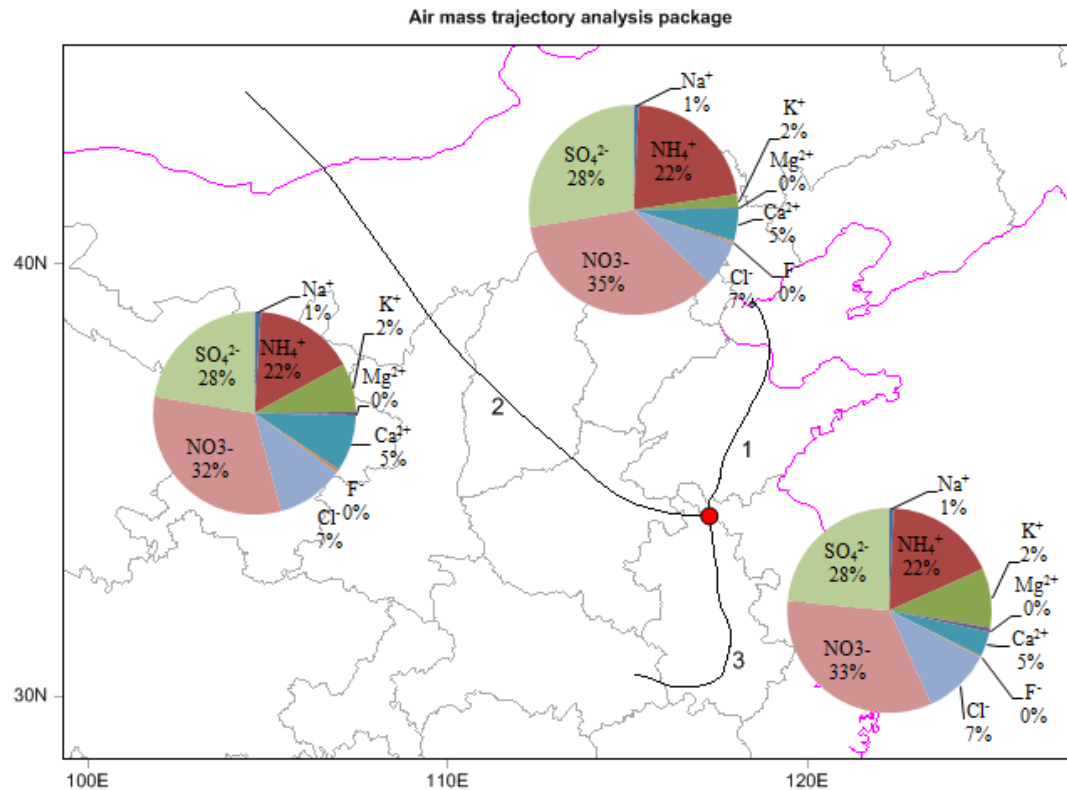 Air mass trajectory analysis package
Na⁺
1%
K⁺
2%
Mg²⁺
0%
NH₄⁺
22%
SO₄²⁻
28%
Ca²⁺
5%
NO3-
35%
F⁻
0%
Cl⁻
7%
40N
Na⁺
1%
K⁺
2%
NH₄⁺
22%
SO₄²⁻
28%
Mg²⁺
0%
Ca²⁺
5%
NO3-
32%
F⁻
0%
Cl⁻
7%
2
1
Na⁺
1%
K⁺
2%
NH₄⁺
22%
SO₄²⁻
28%
Mg²⁺
0%
Ca²⁺
5%
NO3-
33%
F⁻
0%
Cl⁻
7%
3
30N
100E
110E
120E